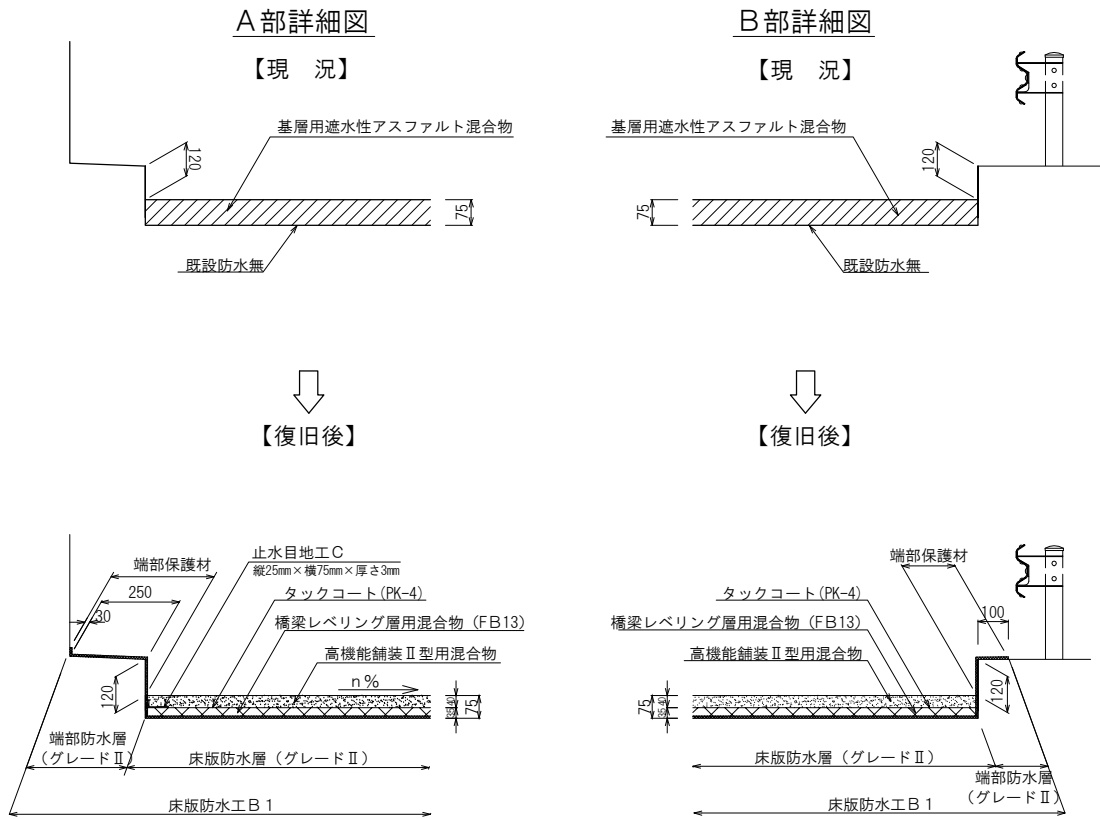 A部詳細図
【現　況】
基層用遮水性アスファルト混合物
120
75
既設防水無
【復旧後】
端部保護材
250
30
止水目地工C
縦25mm×横75mm×厚さ3mm
タックコート(PK-4)
橋梁レベリング層用混合物 (FB13)
高機能舗装Ⅱ型用混合物
n%
120
40
35
75
端部防水層
(グレードⅡ)
床版防水層 (グレードⅡ)
床版防水工B1
B部詳細図
【現　況】
基層用遮水性アスファルト混合物
120
75
既設防水無
【復旧後】
端部保護材
100
タックコート(PK-4)
橋梁レベリング層用混合物 (FB13)
高機能舗装Ⅱ型用混合物
120
75
40
35
床版防水層 (グレードⅡ)
端部防水層
(グレードⅡ)
床版防水工B1